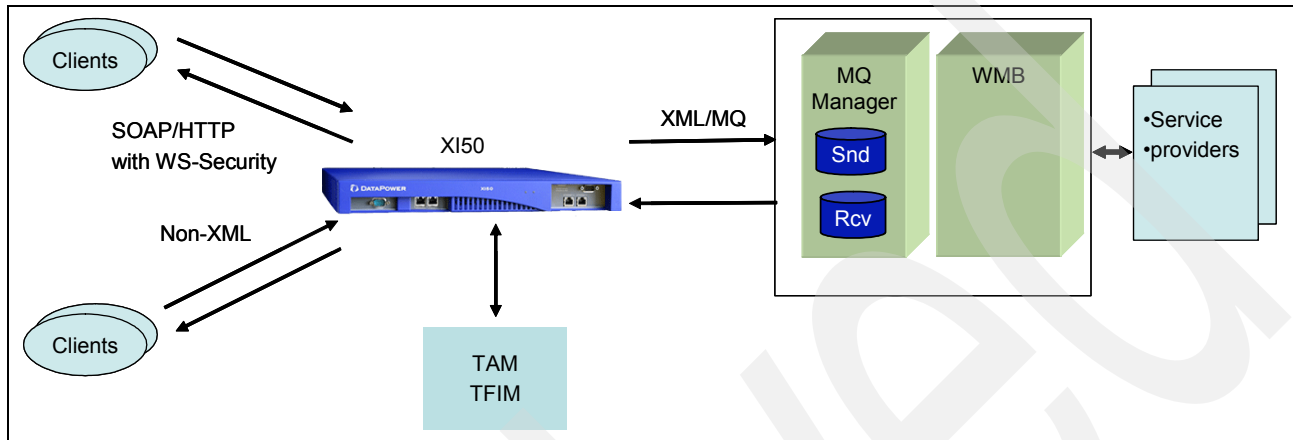 Clients
SOAP/HTTP
with WS-Security
Non-XML
Clients
XI50
DATAPOWER
TAM
TFIM
XML/MQ
MQ
Manager
Snd
Rcv
WMB
•Service
•providers